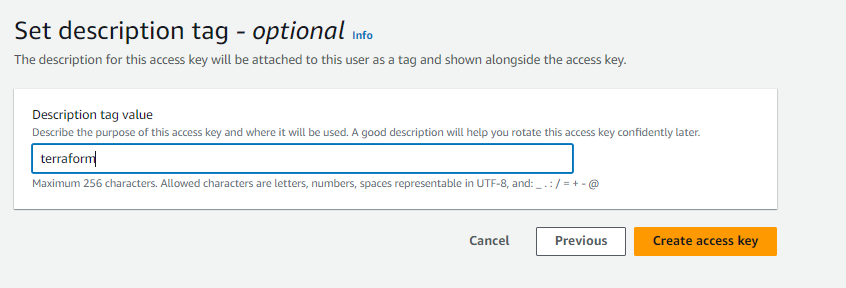 Set description tag - optional Info
The description for this access key will be attached to this user as a tag and shown alongside the access key.
Description tag value
Describe the purpose of this access key and where it will be used. A good description will help you rotate this access key confidently later.
terraform
Maximum 256 characters. Allowed characters are letters, numbers, spaces representable in UTF-8, and: _ . : / = + - @
Cancel Previous Create access key